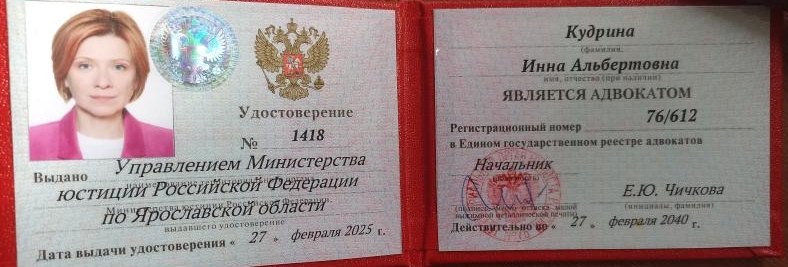 Удостоверение
№ 1418
Выдано Управлением Министерства
юстиции Российской Федерации
по Ярославской области
выдавшего удостоверение)
Дата выдачи удостоверения « 27 » февраля 2025 г.
Кудрина
(фамилия,
Инна Альбертовна
имя, отчество (при наличии)
ЯВЛЯЕТСЯ АДВОКАТОМ
Регистрационный номер 76/612
в Едином государственном реестре адвокатов
Начальник
Е.Ю. Чичкова
(инициалы, фамилия)
Действительно до « 27 » февраля 2040 г.